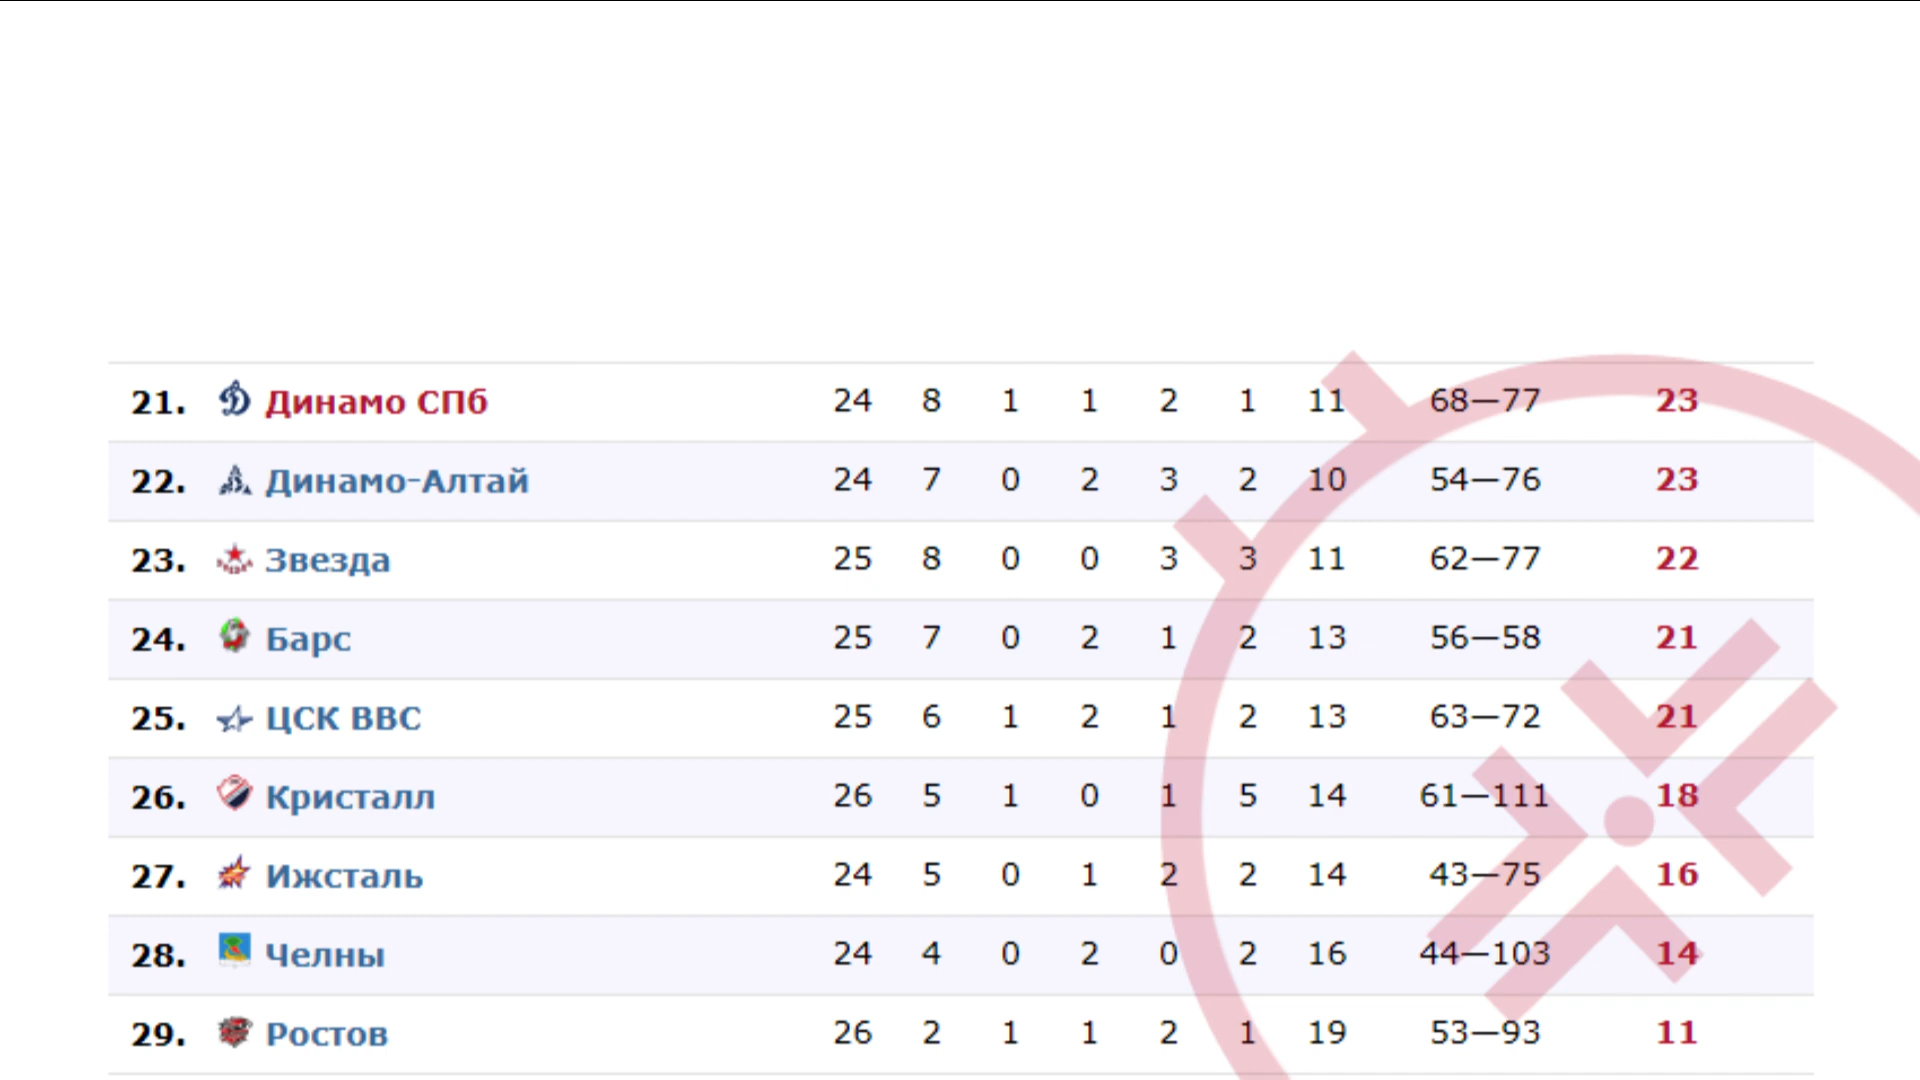 21. Динамо СПб 24 8 1 1 2 1 11 68—77 23
22. Динамо-Алтай 24 7 0 2 3 2 10 54—76 23
23. Звезда 25 8 0 0 3 3 11 62—77 22
24. Барс 25 7 0 2 1 2 13 56—58 21
25. ЦСК ВВС 25 6 1 2 1 2 13 63—72 21
26. Кристалл 26 5 1 0 1 5 14 61—111 18
27. Ижсталь 24 5 0 1 2 2 14 43—75 16
28. Челны 24 4 0 2 0 2 16 44—103 14
29. Ростов 26 2 1 1 2 1 19 53—93 11